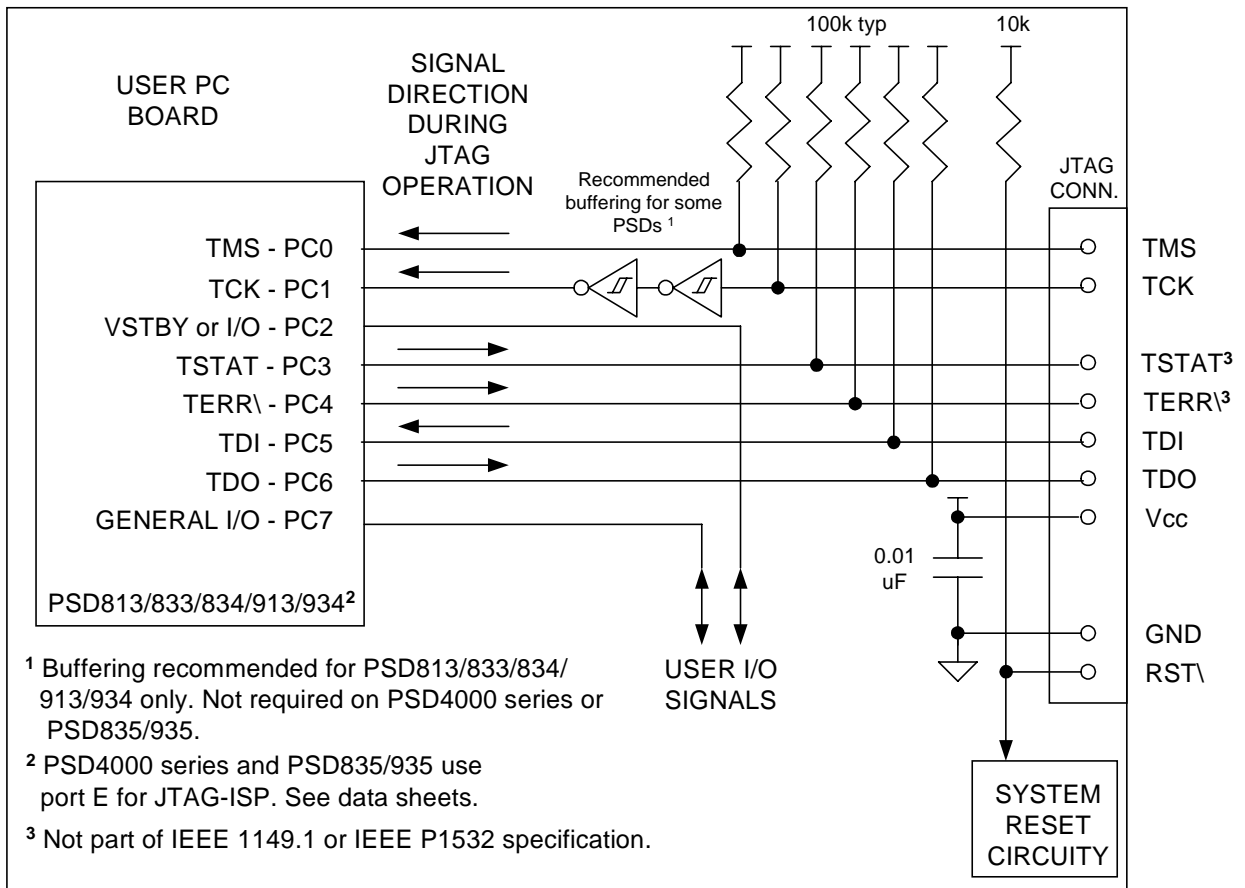 100k typ
10k
USER PC
BOARD
SIGNAL
DIRECTION
DURING
JTAG
OPERATION
Recommended
buffering for some
PSDs ¹
JTAG
CONN.
TMS - PC0
TCK - PC1
VSTBY or I/O - PC2
TSTAT - PC3
TERR\ - PC4
TDI - PC5
TDO - PC6
GENERAL I/O - PC7
PSD813/833/834/913/934²
TMS
TCK
TSTAT³
TERR\³
TDI
TDO
Vcc
GND
RST\
0.01
uF
USER I/O
SIGNALS
SYSTEM
RESET
CIRCUITY
¹ Buffering recommended for PSD813/833/834/
913/934 only. Not required on PSD4000 series or
PSD835/935.
² PSD4000 series and PSD835/935 use
port E for JTAG-ISP. See data sheets.
³ Not part of IEEE 1149.1 or IEEE P1532 specification.